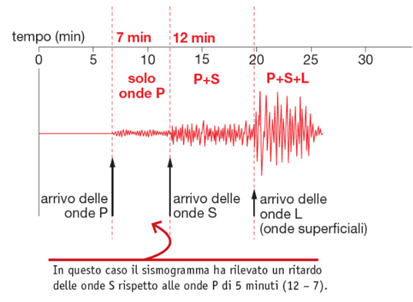 tempo (min) 7 min 12 min
0 5 10 15 20 25 30
solo
onde P
P+S
P+S+L
arrivo delle
onde P
arrivo delle
onde S
arrivo delle
onde L
(onde superficiali)
In questo caso il sismogramma ha rilevato un ritardo
delle onde S rispetto alle onde P di 5 minuti (12 – 7).